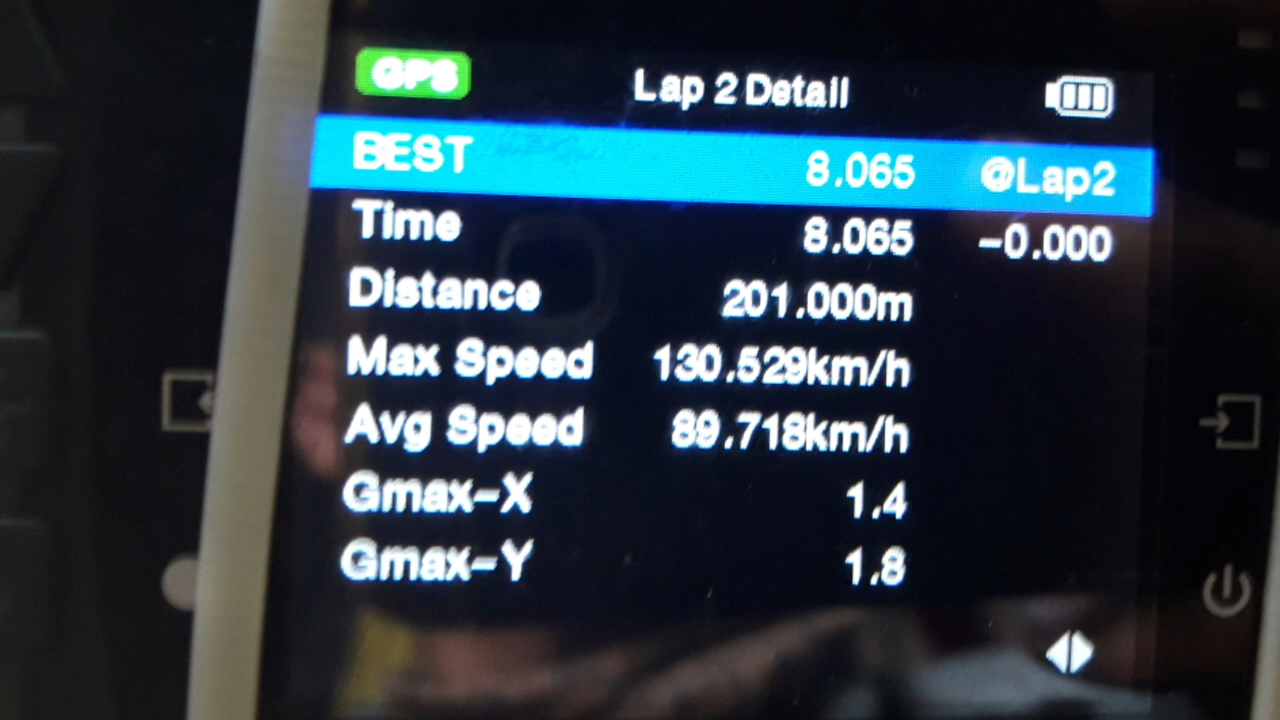 GPS Lap 2 Detail
BEST 8.065 @Lap2
Time 8.065 -0.000
Distance 201.000m
Max Speed 130.529km/h
Avg Speed 89.718km/h
Gmax-X 1.4
Gmax-Y 1.8